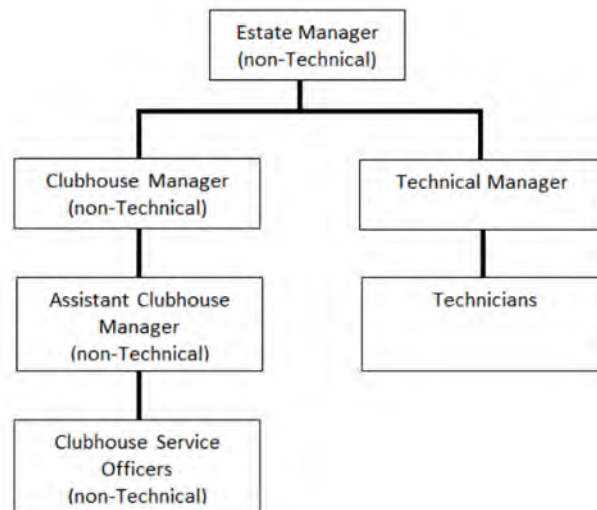 Estate Manager
(non-Technical)
Clubhouse Manager
(non-Technical)
Technical Manager
Assistant Clubhouse
Manager
(non-Technical)
Technicians
Clubhouse Service
Officers
(non-Technical)